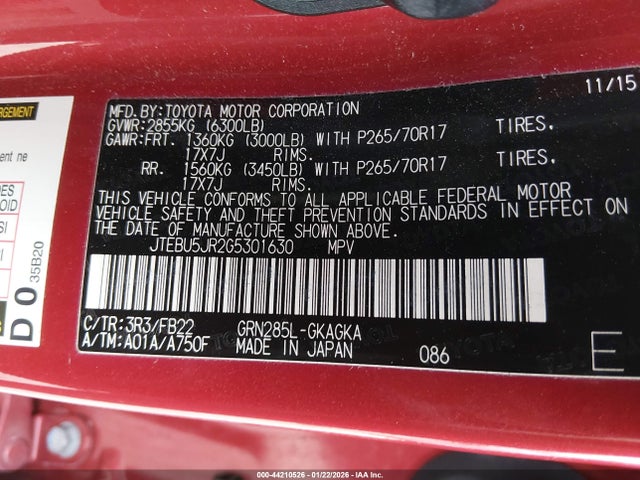 11/15
MFD.BY:TOYOTA MOTOR CORPORATION
GVWR:2855KG (6300LB)
GAWR:FRT. 1360KG (3000LB) WITH P265/70R17 TIRES,
17X7J RIMS.
RR. 1560KG (3450LB) WITH P265/70R17 TIRES,
17X7J RIMS.
THIS VEHICLE CONFORMS TO ALL APPLICABLE FEDERAL MOTOR
VEHICLE SAFETY AND THEFT PREVENTION STANDARDS IN EFFECT ON
THE DATE OF MANUFACTURE SHOWN ABOVE.
JTEBU5JR2G5301630 MPV
C/TR:3R3/FB22 GRN285L-GKAGKA
A/TM:A01A/A750F MADE IN JAPAN 086 E
ent ne
D 0 35B20
000-44210526 - 01/22/2026 - IAA Inc.